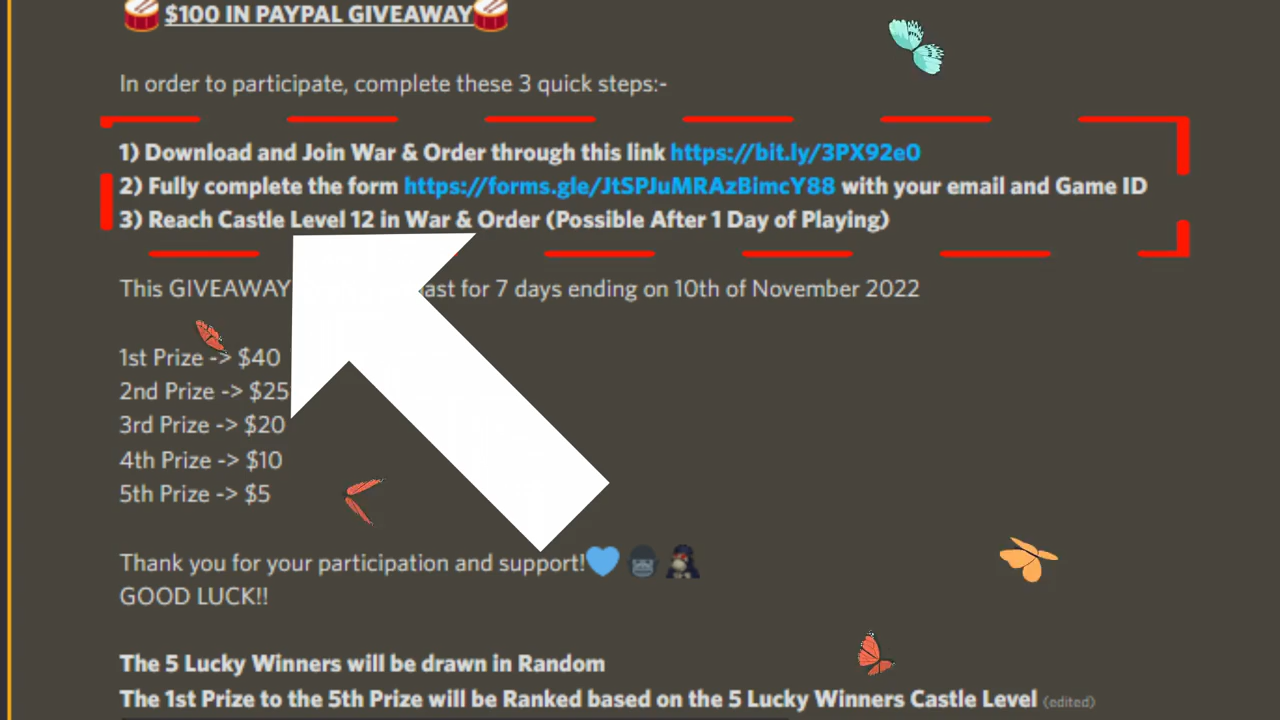 $100 IN PAYPAL GIVEAWAY
In order to participate, complete these 3 quick steps:-
1) Download and Join War & Order through this link https://bit.ly/3PX92e0
2) Fully complete the form https://forms.gle/JtSPJuMRAzBimcY88 with your email and Game ID
3) Reach Castle Level 12 in War & Order (Possible After 1 Day of Playing)
This GIVEAWAY for 7 days ending on 10th of November 2022
1st Prize -> $40
2nd Prize -> $25
3rd Prize -> $20
4th Prize -> $10
5th Prize -> $5
Thank you for your participation and support!
GOOD LUCK!!
The 5 Lucky Winners will be drawn in Random
The 1st Prize to the 5th Prize will be Ranked based on the 5 Lucky Winners Castle Level (edited)